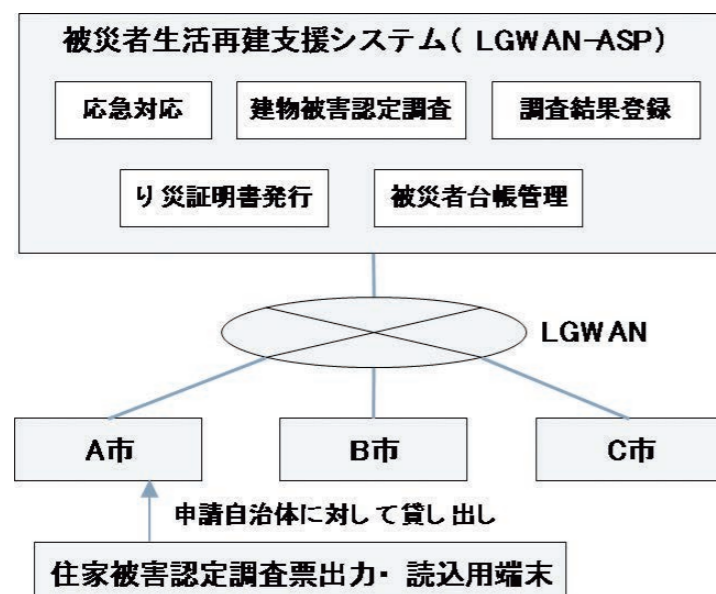 被災者生活再建支援システム( LGWAN-ASP)
応急対応
建物被害認定調査
調査結果登録
り災証明書発行
被災者台帳管理
LGWAN
A市
B市
C市
申請自治体に対して貸し出し
住家被害認定調査票出力・読込用端末